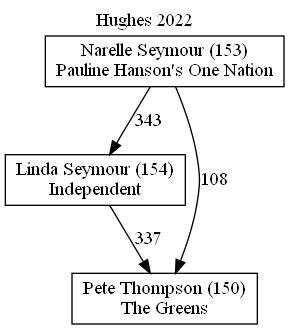 Hughes 2022
Narelle Seymour (153)
Pauline Hanson's One Nation
343
Linda Seymour (154)
Independent
108
337
Pete Thompson (150)
The Greens